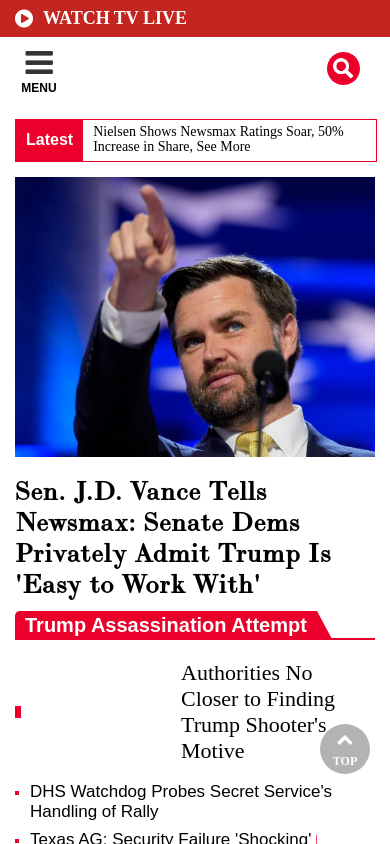 WATCH TV LIVE
MENU
Latest
Nielsen Shows Newsmax Ratings Soar, 50%
Increase in Share, See More
Sen. J.D. Vance Tells
Newsmax: Senate Dems
Privately Admit Trump Is
'Easy to Work With'
Trump Assassination Attempt
Authorities No
Closer to Finding
Trump Shooter's
Motive
TOP
DHS Watchdog Probes Secret Service's
Handling of Rally
Texas AG: Security Failure 'Shocking'